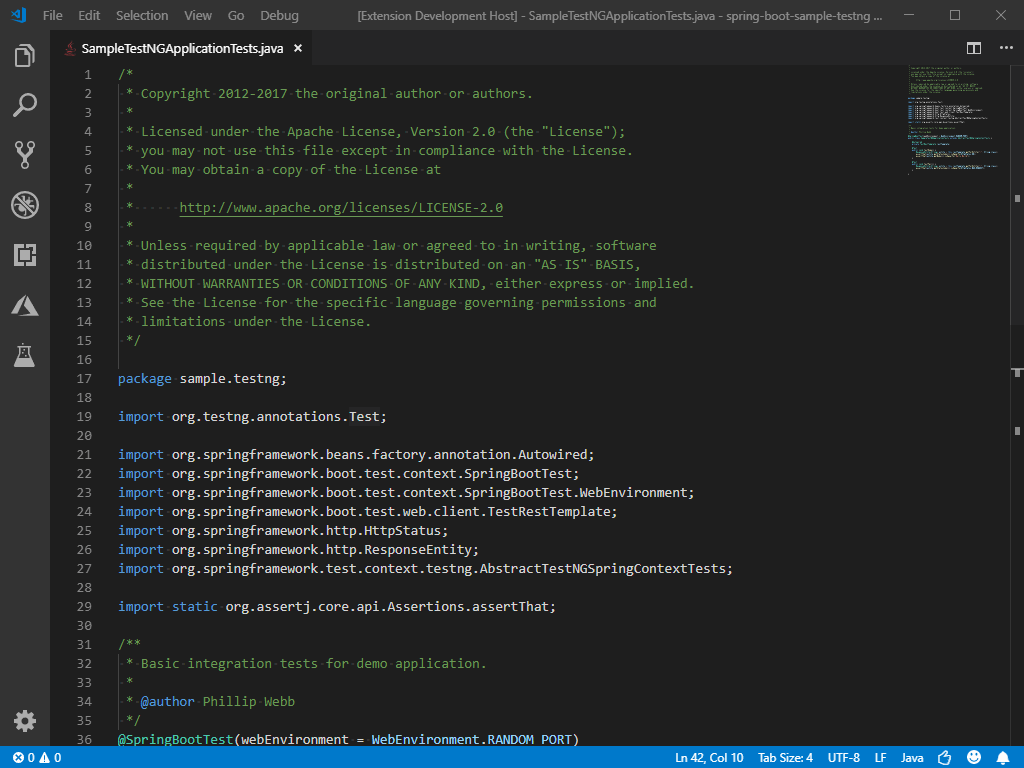 File Edit Selection View Go Debug [Extension Development Host] - SampleTestNGApplicationTests.java - spring-boot-sample-testng ...
SampleTestNGApplicationTests.java ×
1 /*
2 * Copyright 2012-2017 the original author or authors.
3 *
4 * Licensed under the Apache License, Version 2.0 (the "License");
5 * you may not use this file except in compliance with the License.
6 * You may obtain a copy of the License at
7 *
8 * http://www.apache.org/licenses/LICENSE-2.0
9 *
10 * Unless required by applicable law or agreed to in writing, software
11 * distributed under the License is distributed on an "AS IS" BASIS,
12 * WITHOUT WARRANTIES OR CONDITIONS OF ANY KIND, either express or implied.
13 * See the License for the specific language governing permissions and
14 * limitations under the License.
15 */
16
17 package sample.testng;
18
19 import org.testng.annotations.Test;
20
21 import org.springframework.beans.factory.annotation.Autowired;
22 import org.springframework.boot.test.context.SpringBootTest;
23 import org.springframework.boot.test.context.SpringBootTest.WebEnvironment;
24 import org.springframework.boot.test.web.client.TestRestTemplate;
25 import org.springframework.http.HttpStatus;
26 import org.springframework.http.ResponseEntity;
27 import org.springframework.test.context.testng.AbstractTestNGSpringContextTests;
28
29 import static org.assertj.core.api.Assertions.assertThat;
30
31 /**
32 * Basic integration tests for demo application.
33 *
34 * @author Phillip Webb
35 */
36 @SpringBootTest(webEnvironment = WebEnvironment.RANDOM_PORT)
0 0 Ln 42, Col 10 Tab Size: 4 UTF-8 LF Java